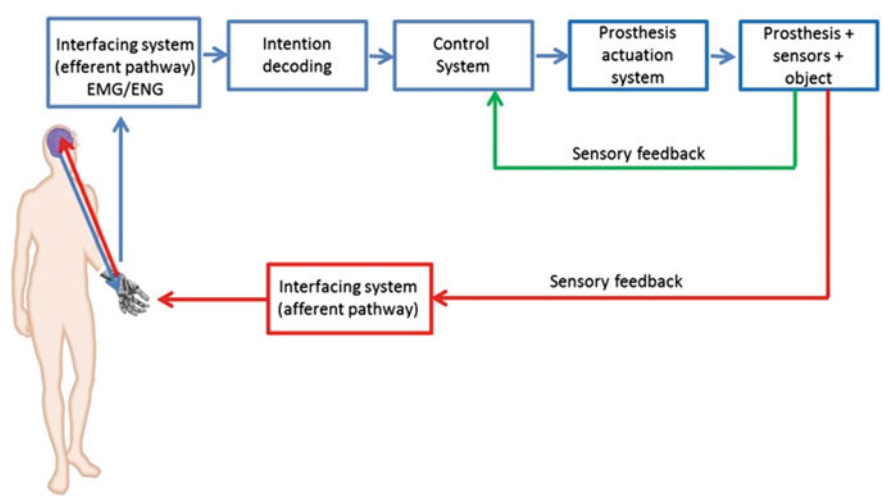 Interfacing system
(efferent pathway)
EMG/ENG
Intention
decoding
Control
System
Prosthesis
actuation
system
Prosthesis +
sensors +
object
Sensory feedback
Sensory feedback
Interfacing system
(afferent pathway)